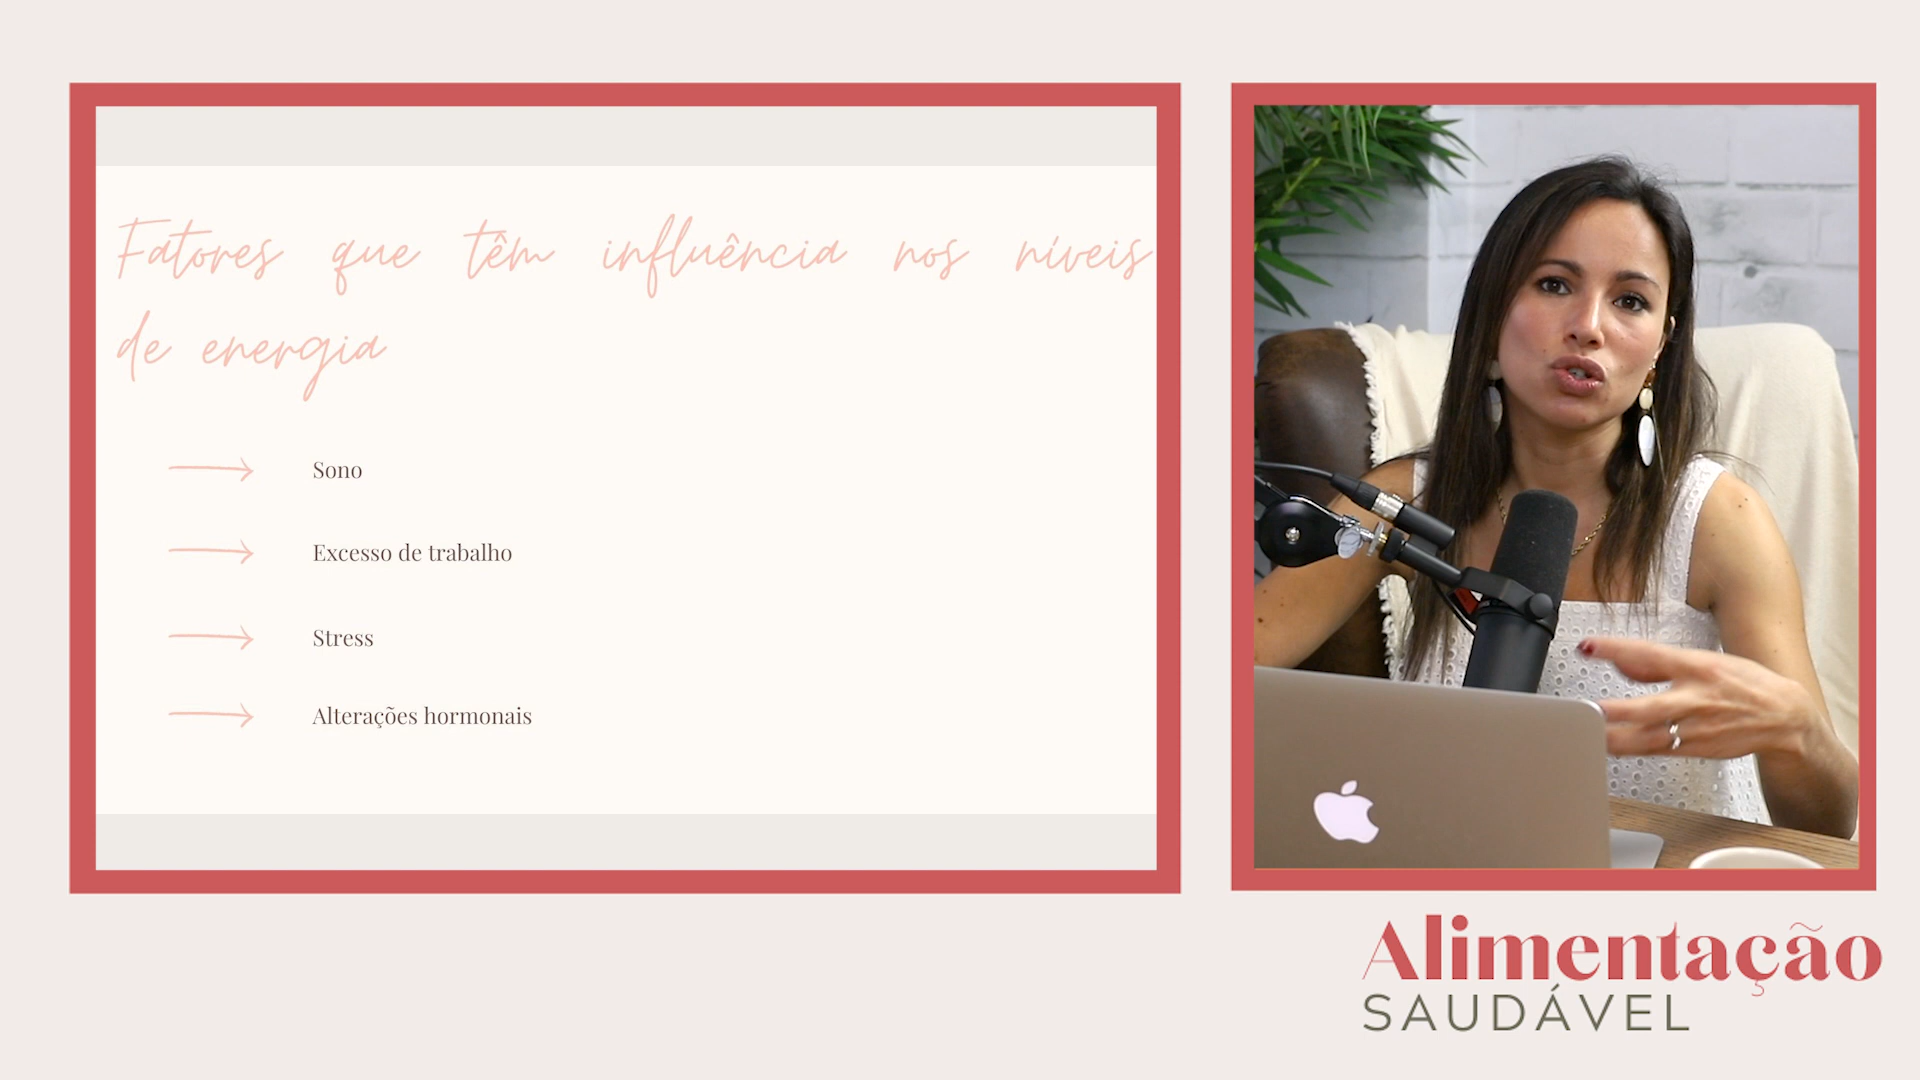 Fatores que têm influência nos níveis
de energia
Sono
Excesso de trabalho
Stress
Alterações hormonais
Alimentação
SAUDÁVEL